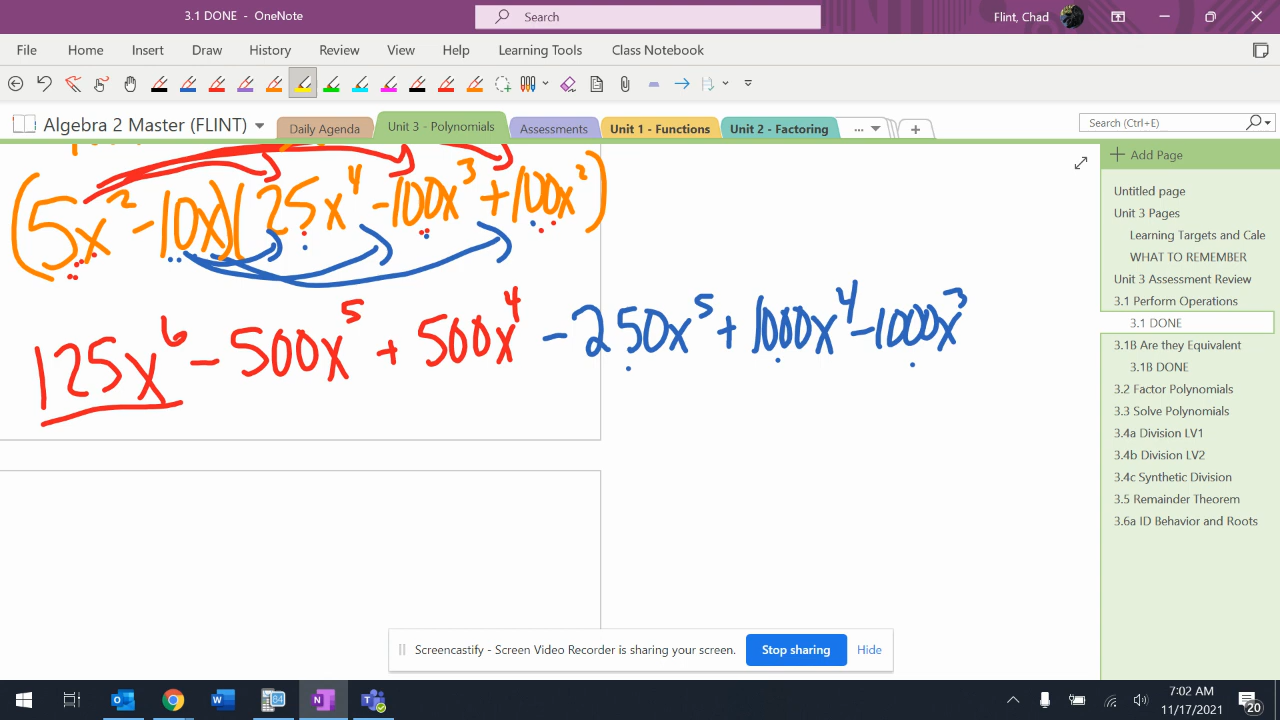 3.1 DONE - OneNote
Search
Flint, Chad
File Home Insert Draw History Review View Help Learning Tools Class Notebook
Algebra 2 Master (FLINT)
Daily Agenda
Unit 3 - Polynomials
Assessments
Unit 1 - Functions
Unit 2 - Factoring
...
Search (Ctrl+E)
Add Page
Untitled page
Unit 3 Pages
Learning Targets and Cale
WHAT TO REMEMBER
Unit 3 Assessment Review
3.1 Perform Operations
3.1 DONE
3.1B Are they Equivalent
3.1B DONE
3.2 Factor Polynomials
3.3 Solve Polynomials
3.4a Division LV1
3.4b Division LV2
3.4c Synthetic Division
3.5 Remainder Theorem
3.6a ID Behavior and Roots
(5x² - 10x)(25x⁴ - 100x³ + 100x²)
125x⁶ - 500x⁵ + 500x⁴ - 250x⁵ + 1000x⁴ - 1000x³
Screencastify - Screen Video Recorder is sharing your screen.
Stop sharing
Hide
7:02 AM
11/17/2021
20